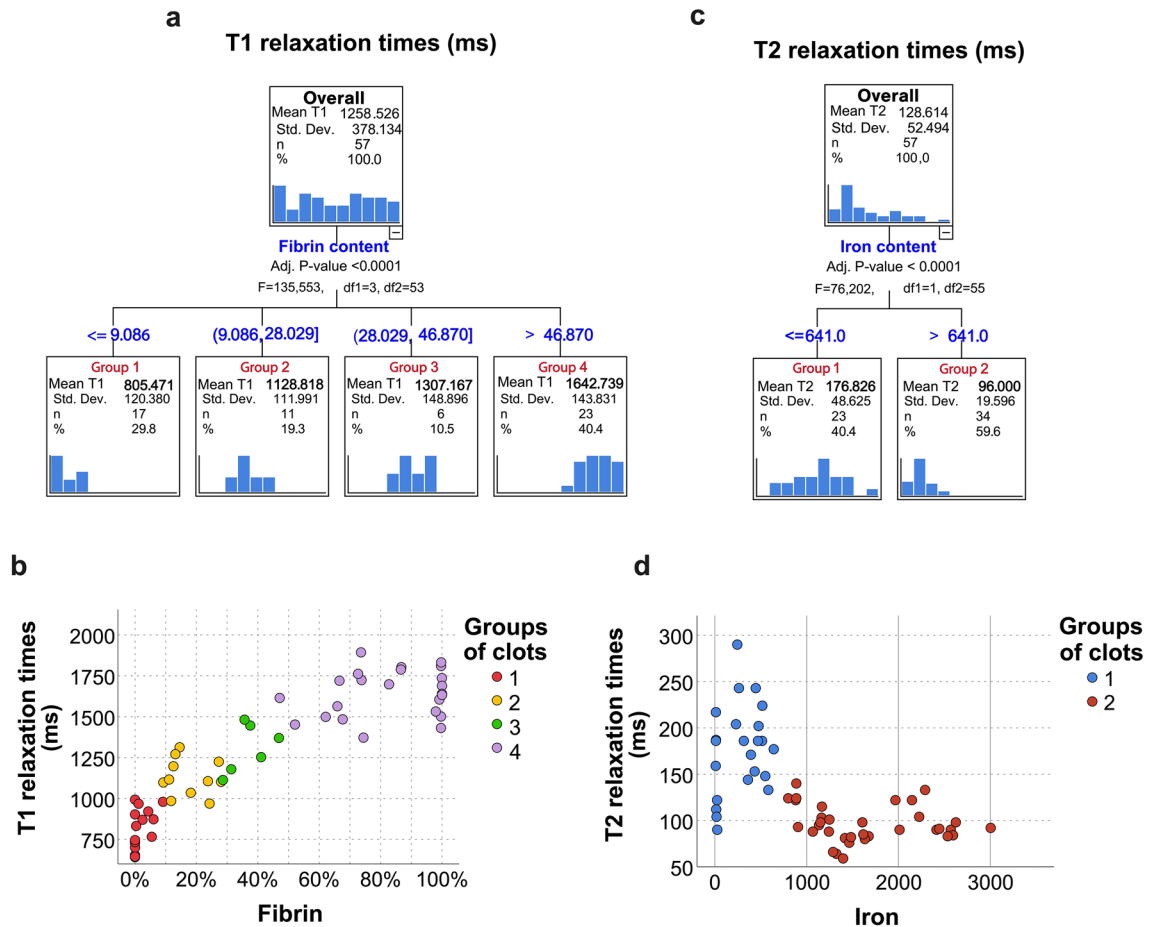 a
T1 relaxation times (ms)
Overall
Mean T1 1258.526
Std. Dev. 378.134
n 57
% 100.0
Fibrin content
Adj. P-value <0.0001
F=135,553, df1=3, df2=53
<= 9.086
(9.086, 28.029]
(28.029, 46.870]
> 46.870
Group 1
Mean T1 805.471
Std. Dev. 120.380
n 17
% 29.8
Group 2
Mean T1 1128.818
Std. Dev. 111.991
n 11
% 19.3
Group 3
Mean T1 1307.167
Std. Dev. 148.896
n 6
% 10.5
Group 4
Mean T1 1642.739
Std. Dev. 143.831
n 23
% 40.4
c
T2 relaxation times (ms)
Overall
Mean T2 128.614
Std. Dev. 52.494
n 57
% 100,0
Iron content
Adj. P-value < 0.0001
F=76,202, df1=1, df2=55
<=641.0
> 641.0
Group 1
Mean T2 176.826
Std. Dev. 48.625
n 23
% 40.4
Group 2
Mean T2 96.000
Std. Dev. 19.596
n 34
% 59.6
b
T1 relaxation times
(ms)
2000
1750
1500
1250
1000
750
0% 20% 40% 60% 80% 100%
Fibrin
Groups
of clots
1
2
3
4
d
T2 relaxation times
(ms)
300
250
200
150
100
50
0 1000 2000 3000
Iron
Groups
of clots
1
2